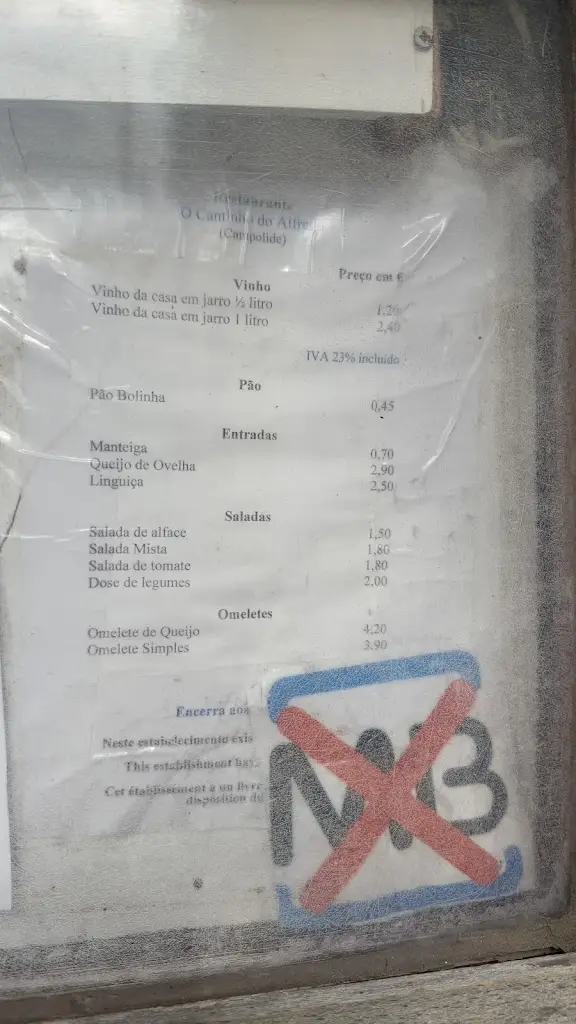 Restaurante
O Cantinho do Alfre
(Campolide)
Vinho Preço em €
Vinho da casa em jarro ½ litro 1,20
Vinho da casa em jarro 1 litro 2,40
IVA 23% incluido
Pão
Pão Bolinha 0,45
Entradas
Manteiga 0,70
Queijo de Ovelha 2,90
Linguiça 2,50
Saladas
Salada de alface 1,50
Salada Mista 1,80
Salada de tomate 1,80
Dose de legumes 2,00
Omeletes
Omelete de Queijo 4,20
Omelete Simples 3,90
Encerra aos
Neste estabelecimento exis
This establishment has
Cet établissement a un livre
disposition du
MB